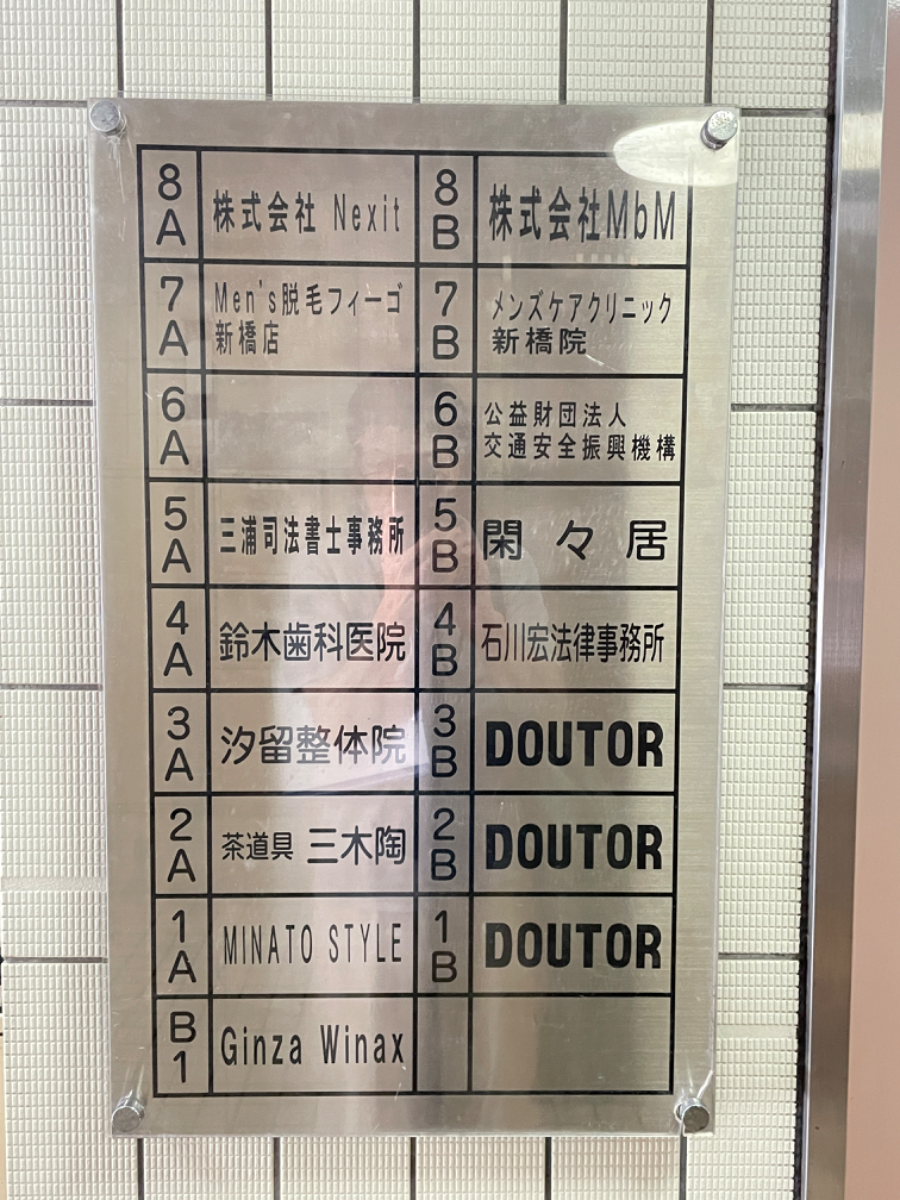 8A 株式会社 Nexit 8B 株式会社MbM
7A Men's脱毛フィーゴ 7B メンズケアクリニック
新橋店 新橋院
6A 6B 公益財団法人
交通安全振興機構
5A 三浦司法書士事務所 5B 閑々居
4A 鈴木歯科医院 4B 石川宏法律事務所
3A 汐留整体院 3B DOUTOR
2A 茶道具 三木陶 2B DOUTOR
1A MINATO STYLE 1B DOUTOR
B1 Ginza Winax